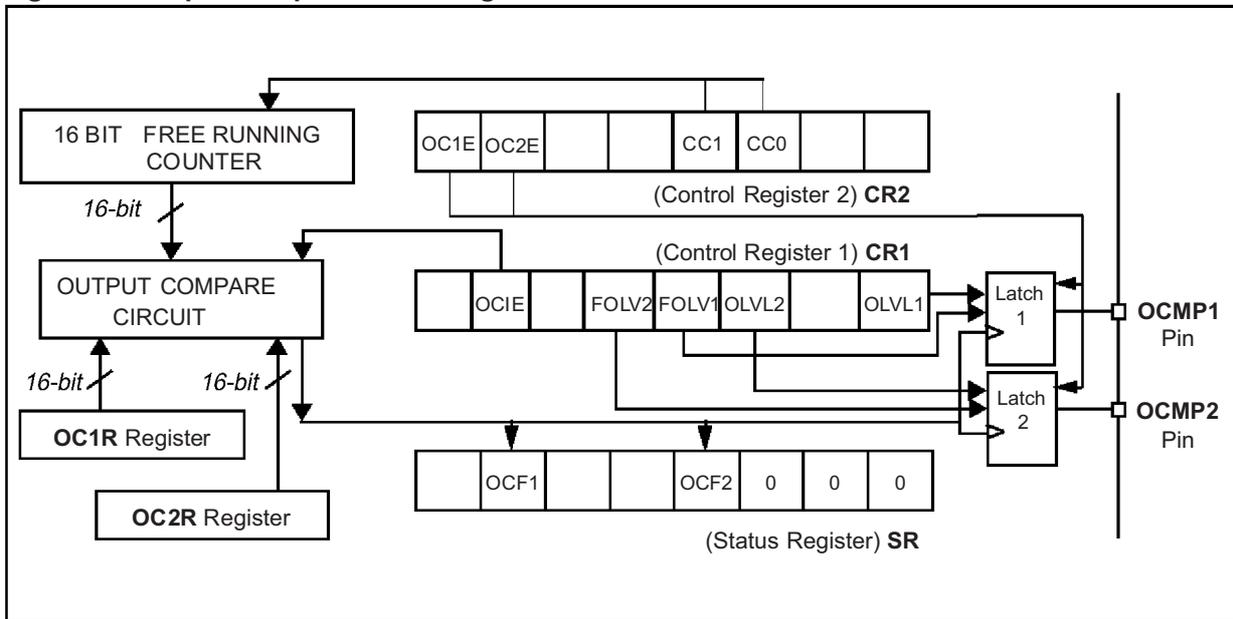 16 BIT FREE RUNNING
COUNTER
16-bit
OC1E OC2E CC1 CC0
(Control Register 2) CR2
(Control Register 1) CR1
OUTPUT COMPARE
CIRCUIT
OCIE FOLV2 FOLV1 OLVL2 OLVL1
Latch
1
OCMP1
Pin
16-bit 16-bit
Latch
2
OCMP2
Pin
OC1R Register
OCF1 OCF2 0 0 0
OC2R Register
(Status Register) SR